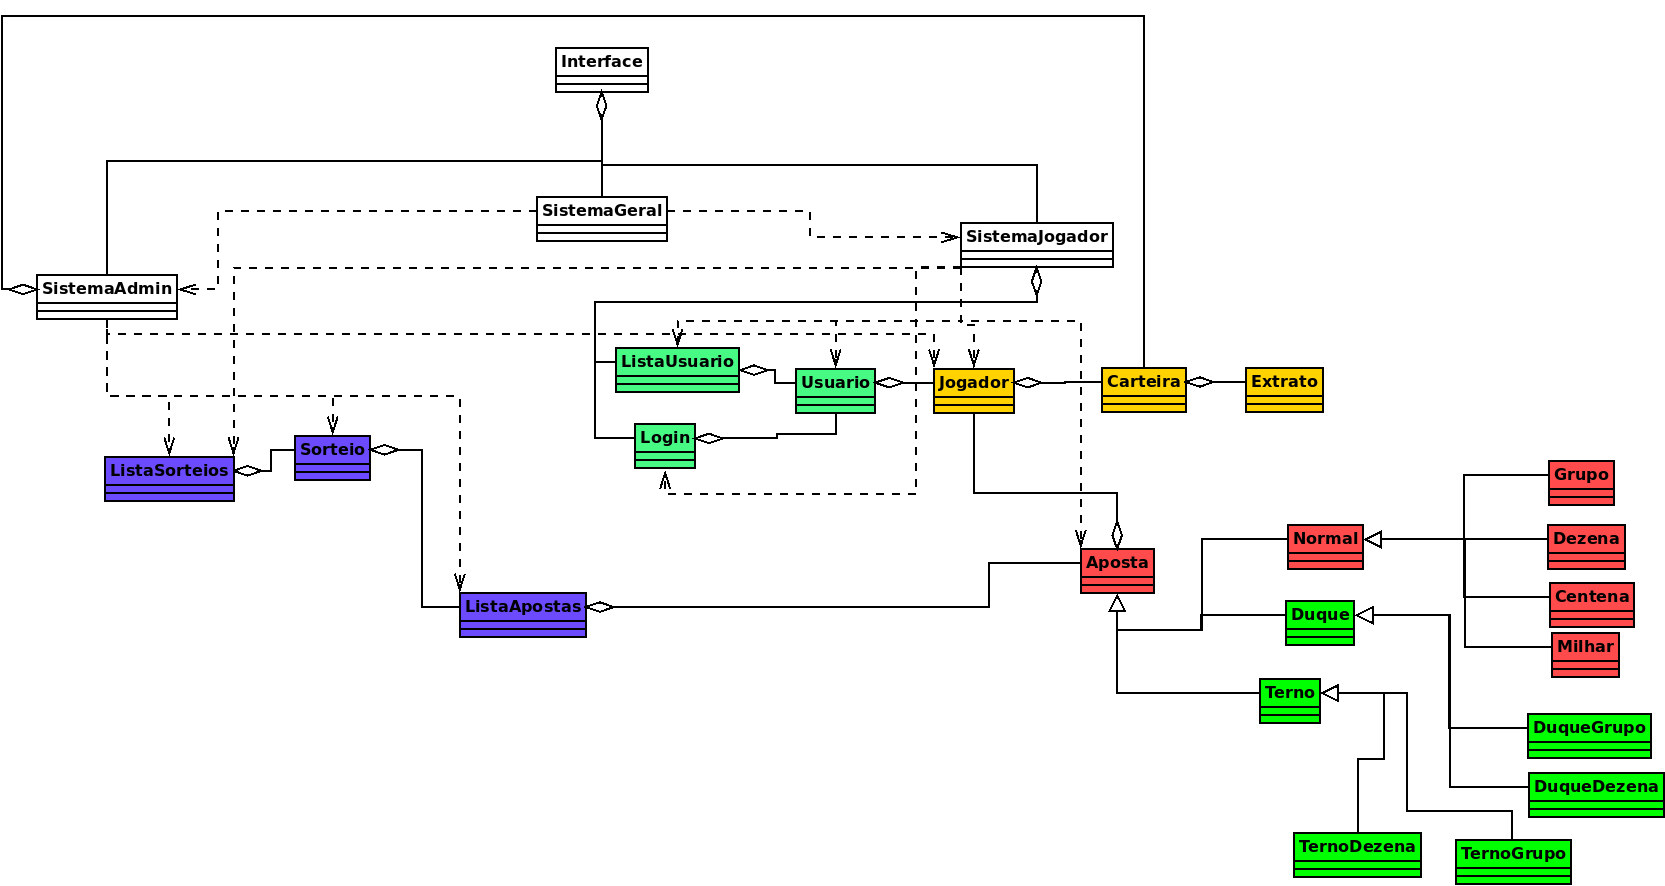 Interface
SistemaGeral
SistemaJogador
SistemaAdmin
ListaUsuario
Usuario
Jogador
Carteira
Extrato
Login
Sorteio
ListaSorteios
Grupo
Normal
Dezena
Aposta
Centena
ListaApostas
Duque
Milhar
Terno
DuqueGrupo
DuqueDezena
TernoDezena
TernoGrupo